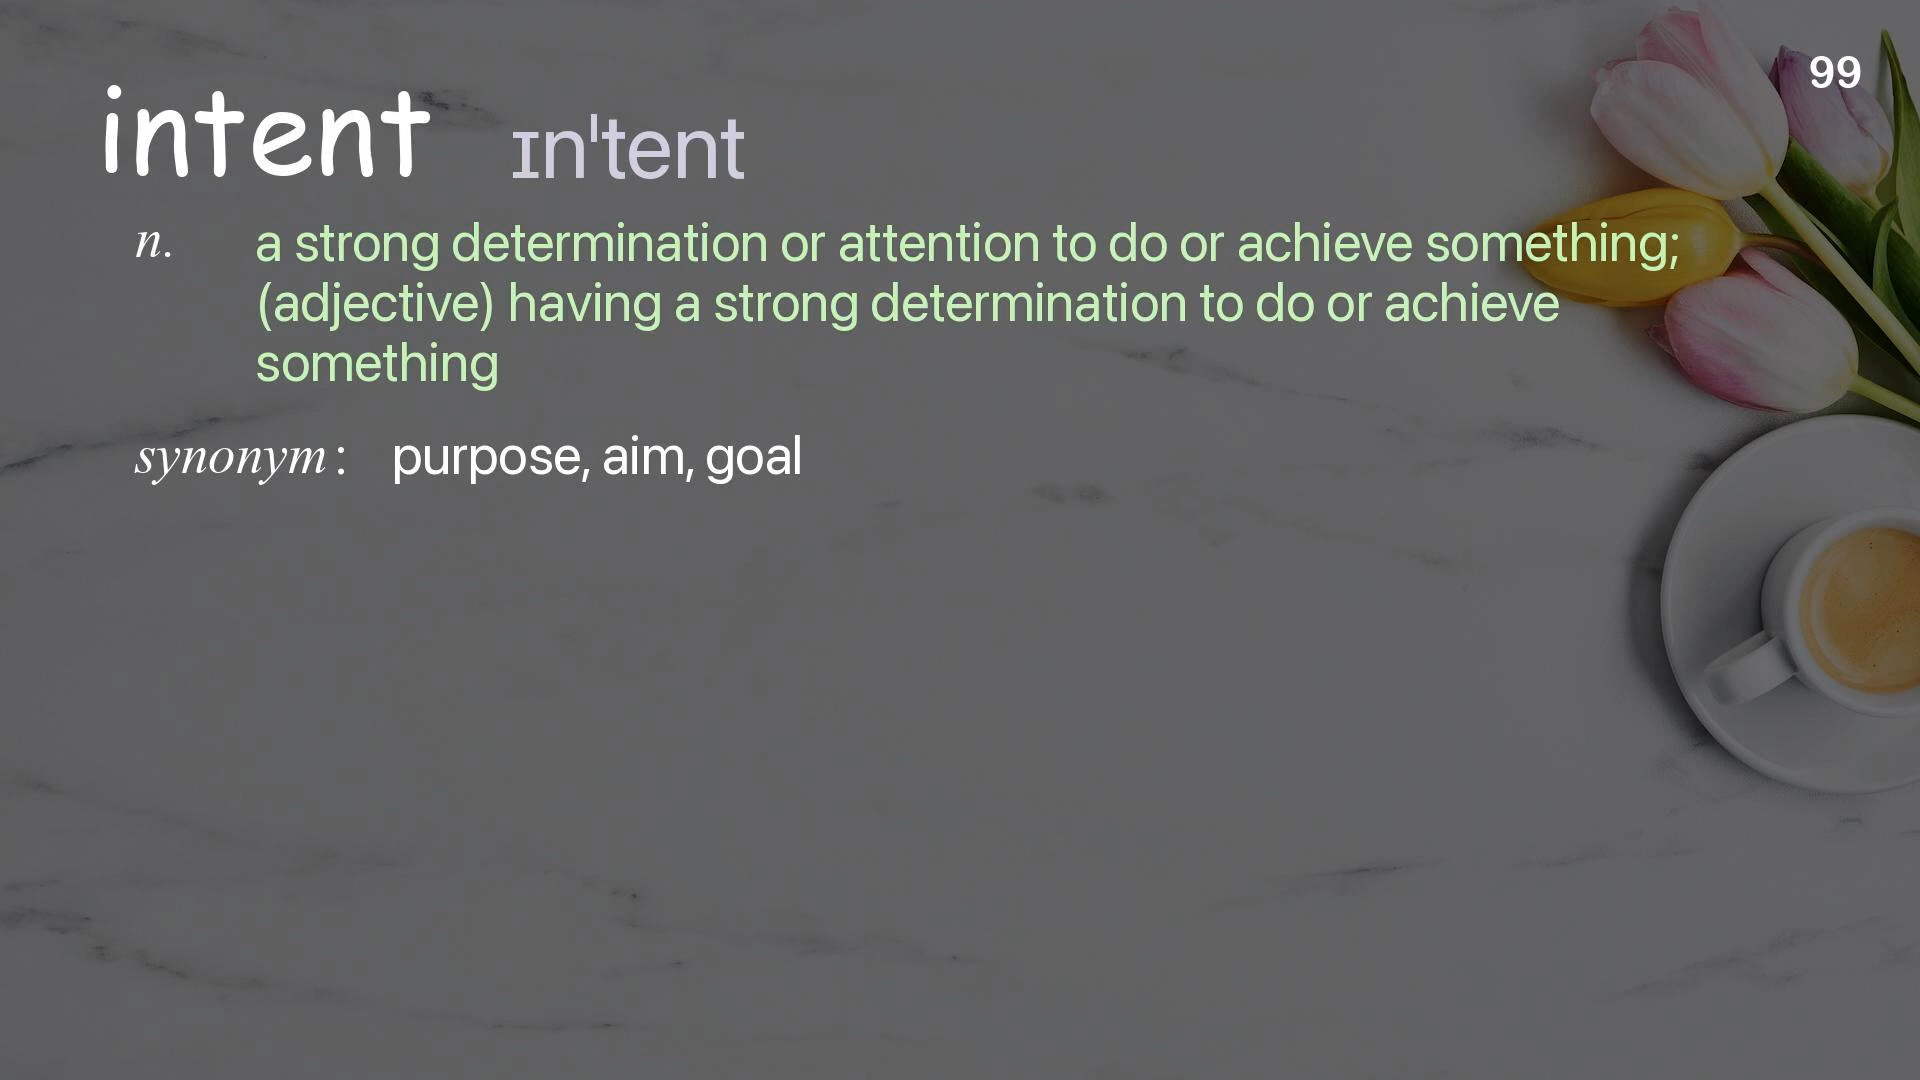 99
intent ɪnˈtent
n. a strong determination or attention to do or achieve something;
(adjective) having a strong determination to do or achieve
something
synonym: purpose, aim, goal